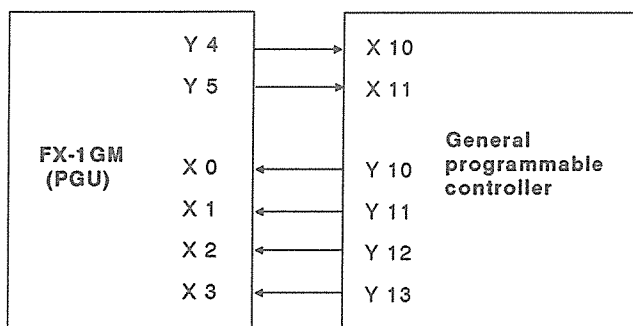 Y 4 X 10
Y 5 X 11
FX-1GM
(PGU)
X 0 Y 10
X 1 Y 11
X 2 Y 12
X 3 Y 13
General
programmable
controller